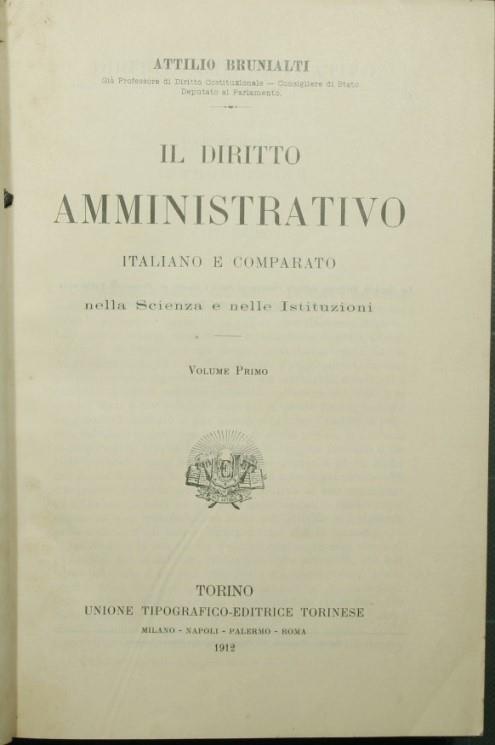 ATTILIO BRUNIALTI
Già Professore di Diritto Costituzionale — Consigliere di Stato
Deputato al Parlamento.
IL DIRITTO
AMMINISTRATIVO
ITALIANO E COMPARATO
nella Scienza e nelle Istituzioni
VOLUME PRIMO
TORINO
UNIONE TIPOGRAFICO-EDITRICE TORINESE
MILANO - NAPOLI - PALERMO - ROMA
1912